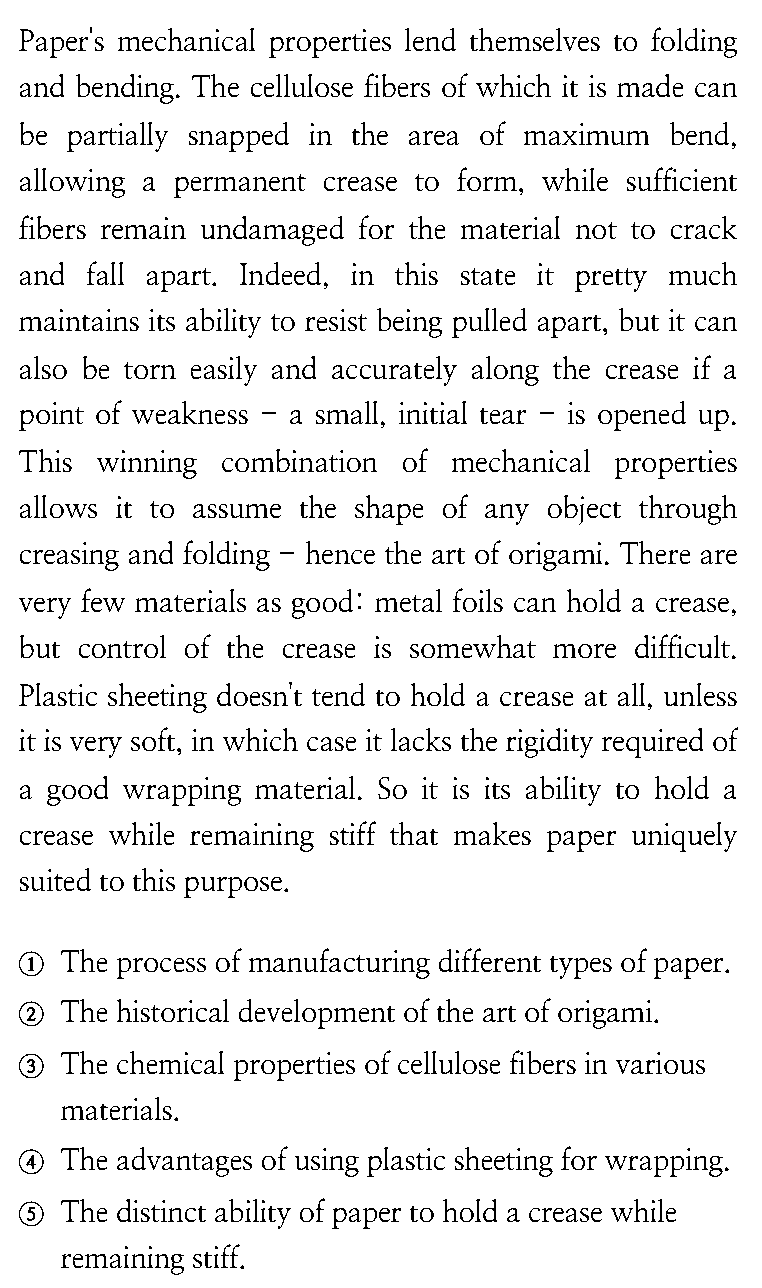 Paper's mechanical properties lend themselves to folding
and bending. The cellulose fibers of which it is made can
be partially snapped in the area of maximum bend,
allowing a permanent crease to form, while sufficient
fibers remain undamaged for the material not to crack
and fall apart. Indeed, in this state it pretty much
maintains its ability to resist being pulled apart, but it can
also be torn easily and accurately along the crease if a
point of weakness – a small, initial tear – is opened up.
This winning combination of mechanical properties
allows it to assume the shape of any object through
creasing and folding – hence the art of origami. There are
very few materials as good: metal foils can hold a crease,
but control of the crease is somewhat more difficult.
Plastic sheeting doesn't tend to hold a crease at all, unless
it is very soft, in which case it lacks the rigidity required of
a good wrapping material. So it is its ability to hold a
crease while remaining stiff that makes paper uniquely
suited to this purpose.
① The process of manufacturing different types of paper.
② The historical development of the art of origami.
③ The chemical properties of cellulose fibers in various
materials.
④ The advantages of using plastic sheeting for wrapping.
⑤ The distinct ability of paper to hold a crease while
remaining stiff.